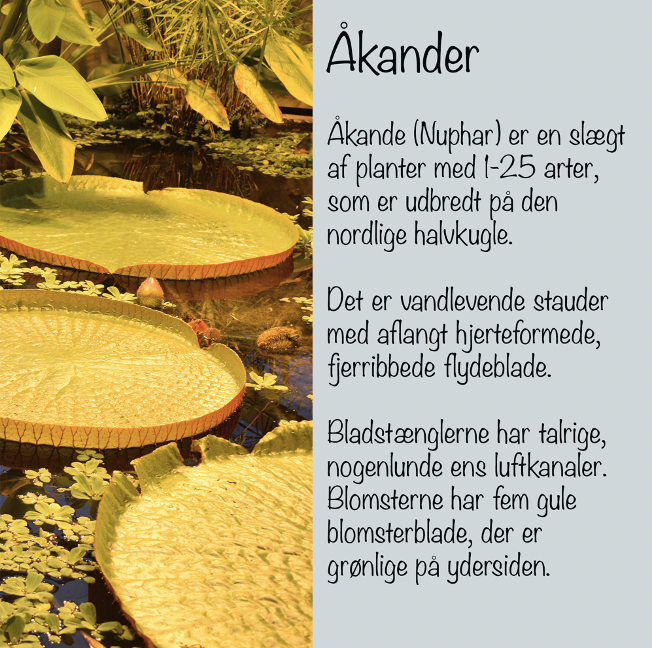 Åkander
Åkande (Nuphar) er en slægt
af planter med 1-25 arter,
som er udbredt på den
nordlige halvkugle.
Det er vandlevende stauder
med aflangt hjerteformede,
fjerribbede flydeblade.
Bladstænglerne har talrige,
nogenlunde ens luftkanaler.
Blomsterne har fem gule
blomsterblade, der er
grønlige på ydersiden.